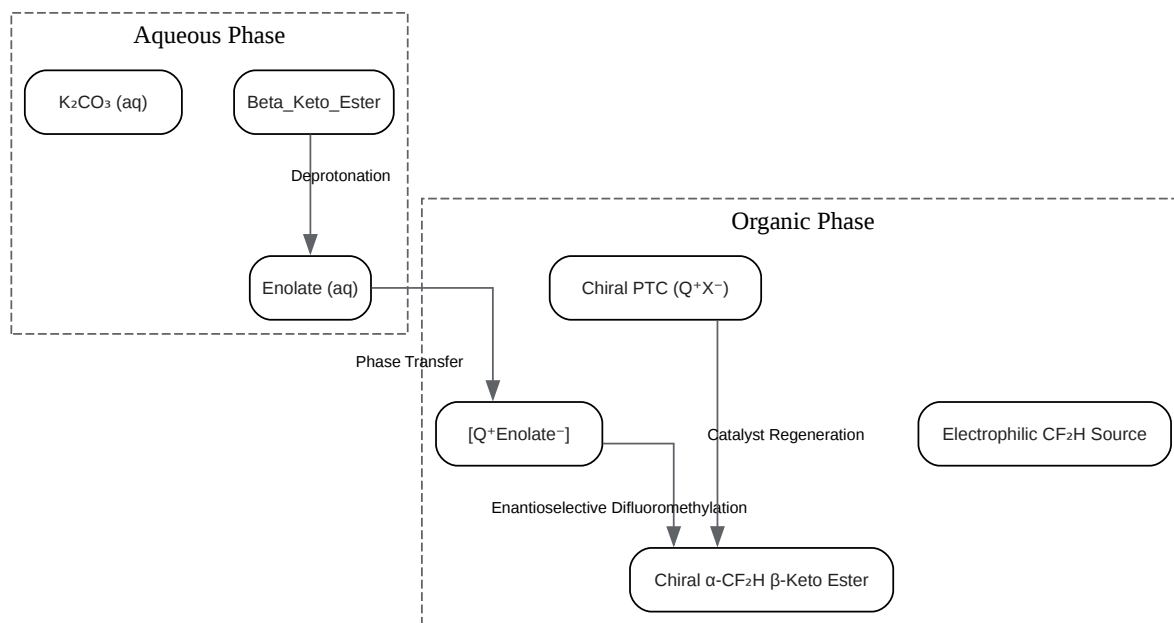 Aqueous Phase
K₂CO₃ (aq)
Beta_Keto_Ester
Deprotonation
Enolate (aq)
Organic Phase
Chiral PTC (Q⁺X⁻)
Phase Transfer
[Q⁺Enolate⁻]
Catalyst Regeneration
Electrophilic CF₂H Source
Enantioselective Difluoromethylation
Chiral α-CF₂H β-Keto Ester